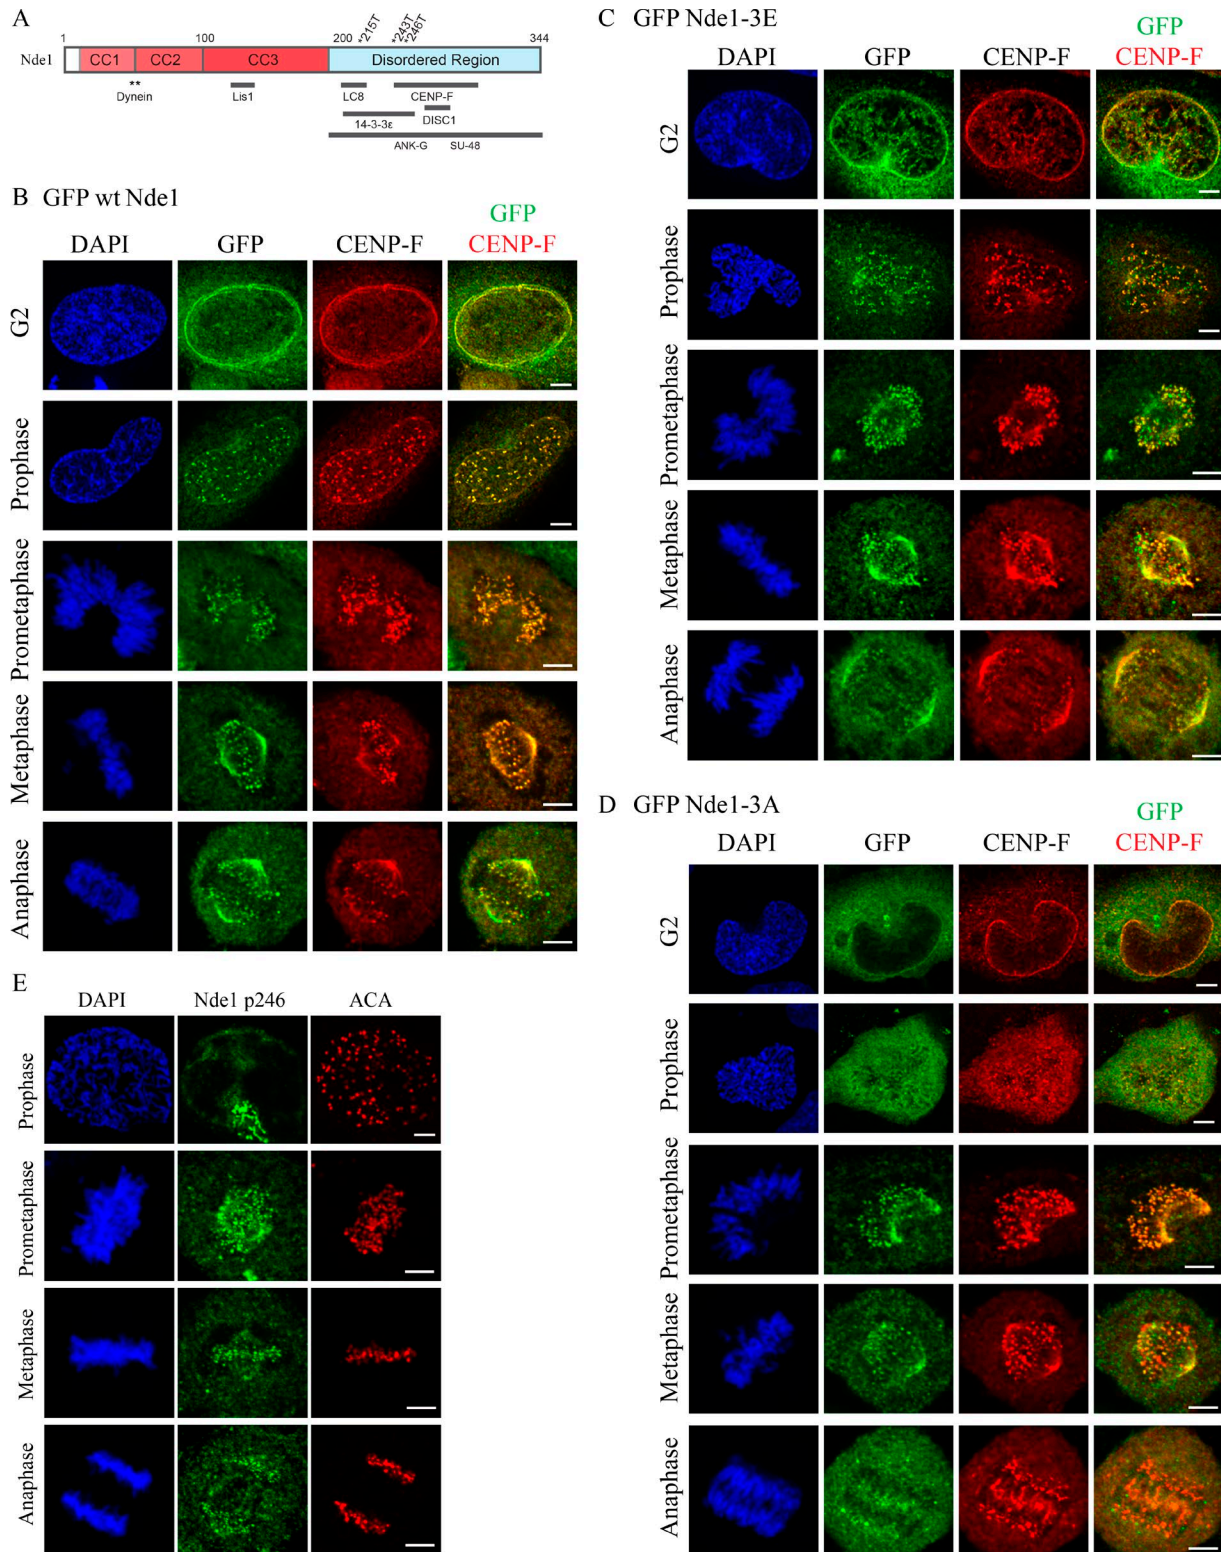 A
*215T
*243T
*246T
1 100 200 344
Nde1 CC1 CC2 CC3 Disordered Region
**
Dynein Lis1 LC8 CENP-F
DISC1
14-3-3ε
ANK-G SU-48
B GFP wt Nde1
GFP
DAPI GFP CENP-F CENP-F
G2
Prophase
Prometaphase
Metaphase
Anaphase
C GFP Nde1-3E
GFP
DAPI GFP CENP-F CENP-F
G2
Prophase
Prometaphase
Metaphase
Anaphase
D GFP Nde1-3A
GFP
DAPI GFP CENP-F CENP-F
G2
Prophase
Prometaphase
Metaphase
Anaphase
E
DAPI Nde1 p246 ACA
Prophase
Prometaphase
Metaphase
Anaphase